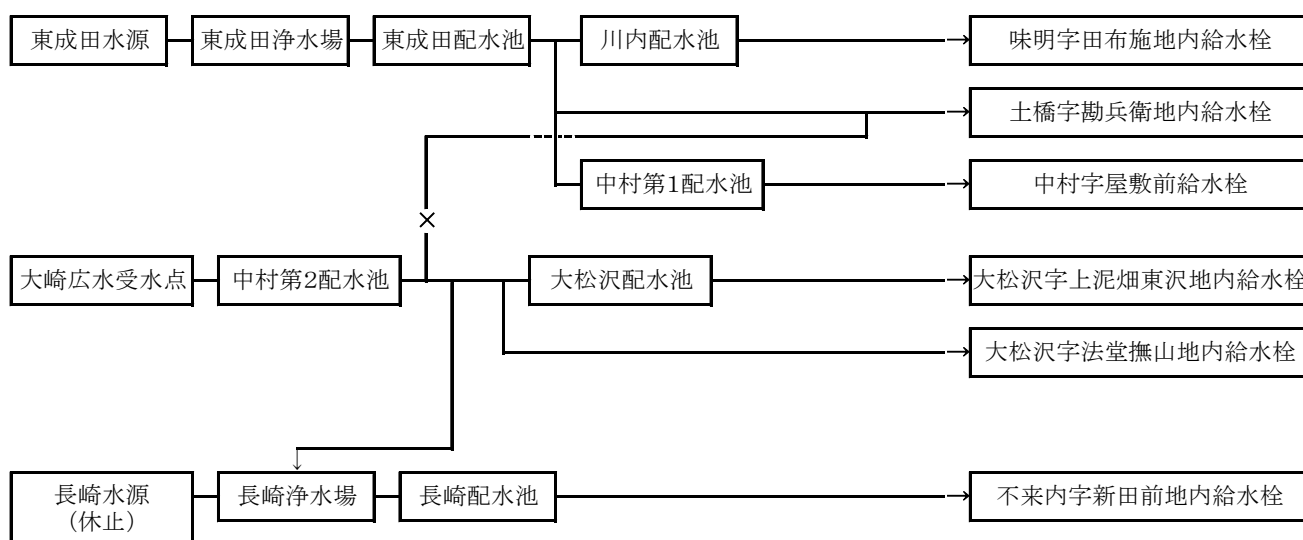 東成田水源
東成田浄水場
東成田配水池
川内配水池
味明字田布施地内給水栓
土橋字勘兵衛地内給水栓
中村第1配水池
中村字屋敷前給水栓
×
大崎広水受水点
中村第2配水池
大松沢配水池
大松沢字上泥畑東沢地内給水栓
大松沢字法堂撫山地内給水栓
長崎水源
(休止)
長崎浄水場
長崎配水池
不来内字新田前地内給水栓